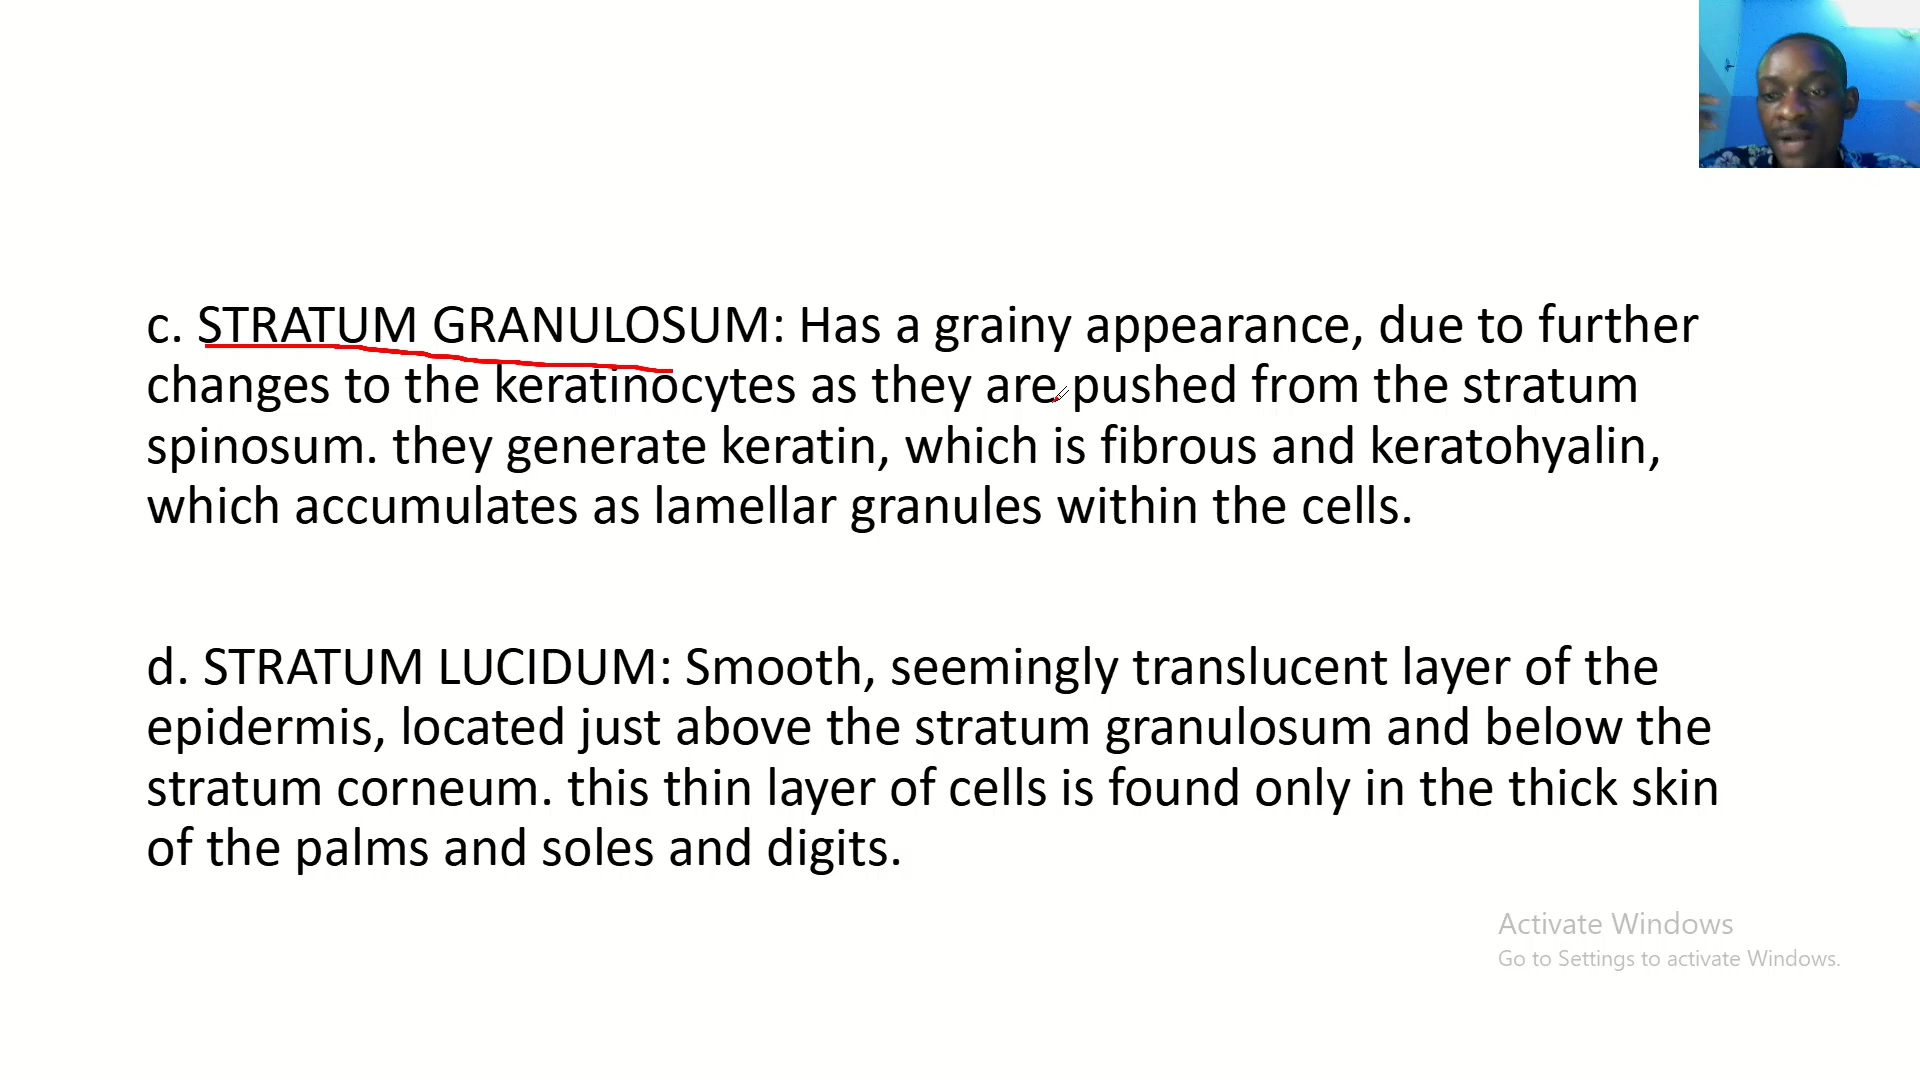 c. STRATUM GRANULOSUM: Has a grainy appearance, due to further
changes to the keratinocytes as they are pushed from the stratum
spinosum. they generate keratin, which is fibrous and keratohyalin,
which accumulates as lamellar granules within the cells.
d. STRATUM LUCIDUM: Smooth, seemingly translucent layer of the
epidermis, located just above the stratum granulosum and below the
stratum corneum. this thin layer of cells is found only in the thick skin
of the palms and soles and digits.
Activate Windows
Go to Settings to activate Windows.